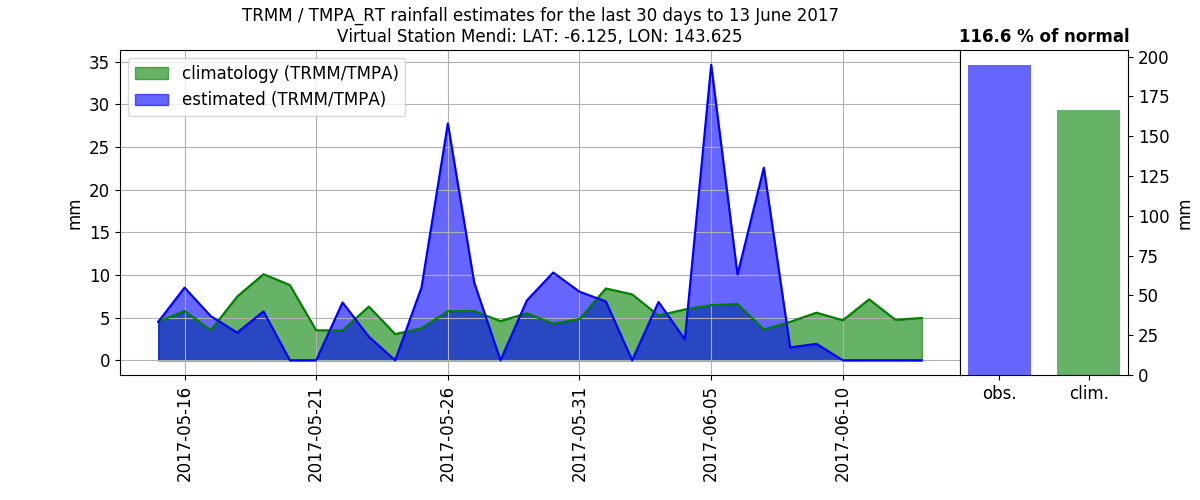 TRMM / TMPA_RT rainfall estimates for the last 30 days to 13 June 2017
Virtual Station Mendi: LAT: -6.125, LON: 143.625
116.6 % of normal
climatology (TRMM/TMPA)
estimated (TRMM/TMPA)
35
30
25
20
15
10
5
0
mm
2017-05-16
2017-05-21
2017-05-26
2017-05-31
2017-06-05
2017-06-10
200
175
150
125
100
75
50
25
0
mm
obs.
clim.